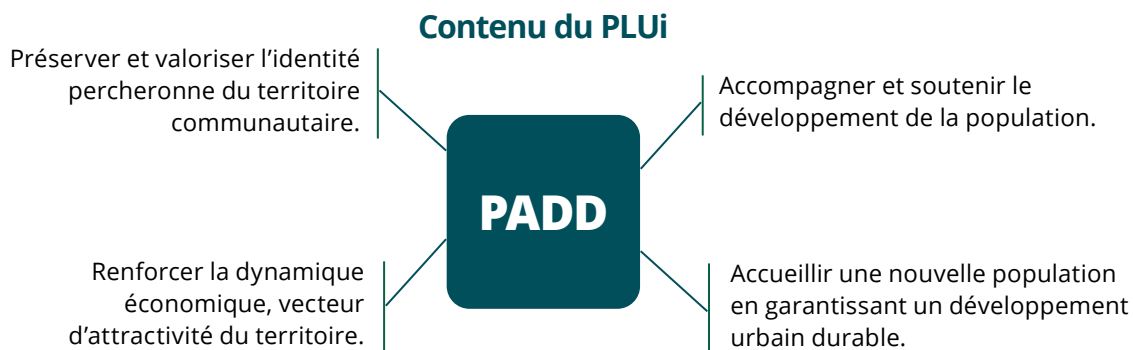 Contenu du PLUi
Préserver et valoriser l’identité
percheronne du territoire
communautaire.
Accompagner et soutenir le
développement de la population.
PADD
Renforcer la dynamique
économique, vecteur
d’attractivité du territoire.
Accueillir une nouvelle population
en garantissant un développement
urbain durable.